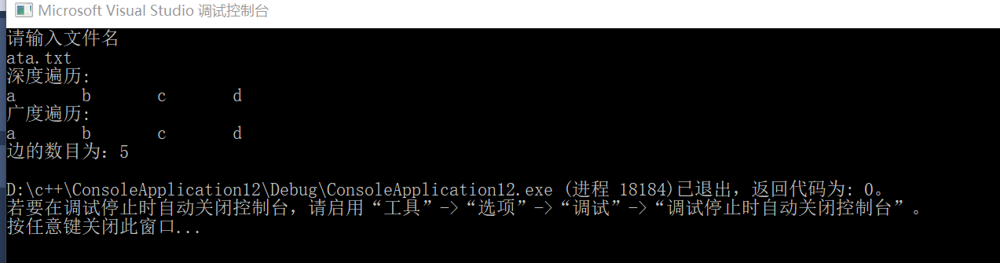 Microsoft Visual Studio 调试控制台
请输入文件名
ata.txt
深度遍历:
a b c d
广度遍历:
a b c d
边的数目为: 5
D:\c++\ConsoleApplication12\Debug\ConsoleApplication12.exe (进程 18184)已退出，返回代码为: 0。
若要在调试停止时自动关闭控制台，请启用“工具”->“选项”->“调试”->“调试停止时自动关闭控制台”。
按任意键关闭此窗口...